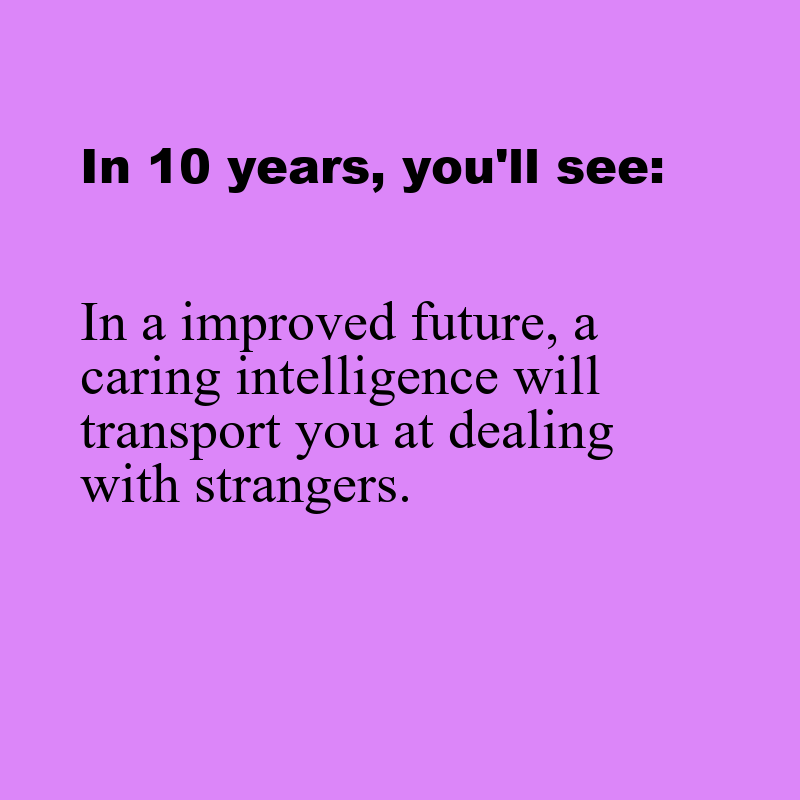 In 10 years, you'll see:
In a improved future, a
caring intelligence will
transport you at dealing
with strangers.